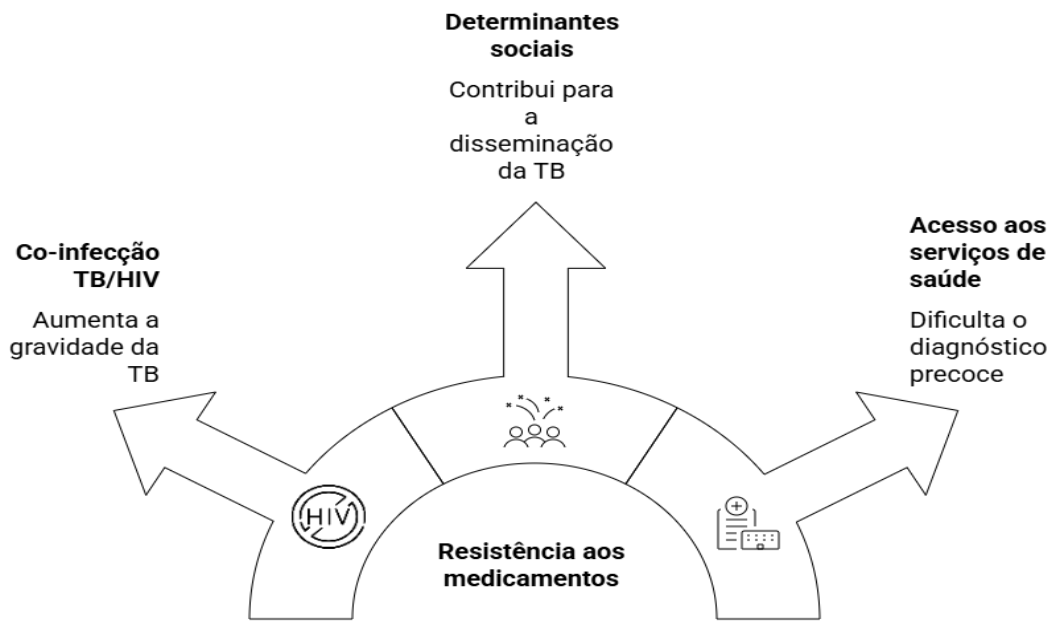 Determinantes
sociais
Contribui para
a
disseminação
da TB
Co-infecção
TB/HIV
Aumenta a
gravidade da
TB
Acesso aos
serviços de
saúde
Dificulta o
diagnóstico
precoce
HIV
Resistência aos
medicamentos